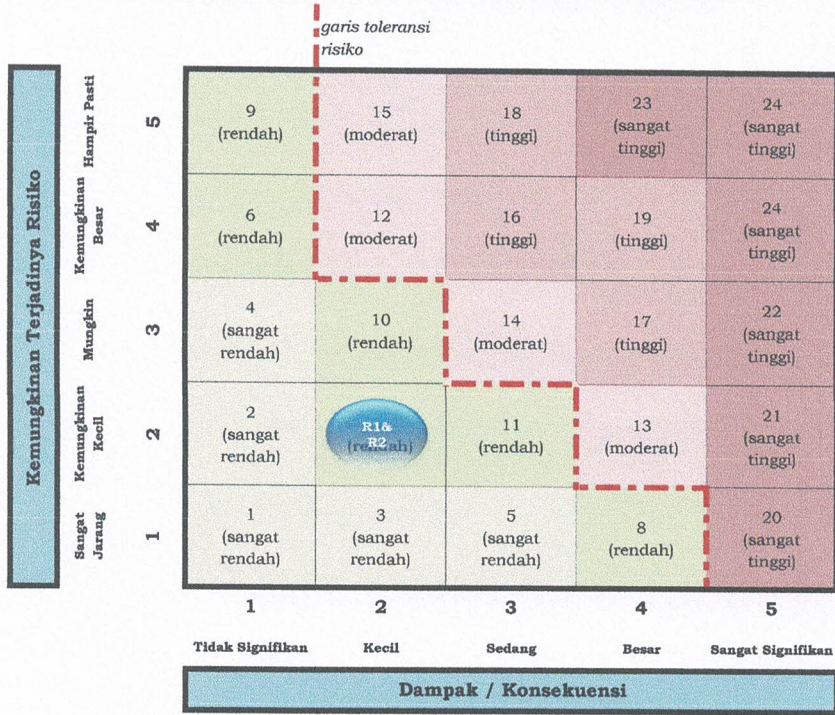 garis toleransi
risiko
Kemungkinan Terjadinya Risiko
Hampir Pasti
5
9
(rendah)
15
(moderat)
18
(tinggi)
23
(sangat
tinggi)
24
(sangat
tinggi)
Kemungkinan
Besar
4
6
(rendah)
12
(moderat)
16
(tinggi)
19
(tinggi)
24
(sangat
tinggi)
Mungkin
3
4
(sangat
rendah)
10
(rendah)
14
(moderat)
17
(tinggi)
22
(sangat
tinggi)
Kemungkinan
Kecil
2
2
(sangat
rendah)
R1&
R2
(rendah)
11
(rendah)
13
(moderat)
21
(sangat
tinggi)
Sangat
Jarang
1
1
(sangat
rendah)
3
(sangat
rendah)
5
(sangat
rendah)
8
(rendah)
20
(sangat
tinggi)
1
2
3
4
5
Tidak Signifikan
Kecil
Sedang
Besar
Sangat Signifikan
Dampak / Konsekuensi